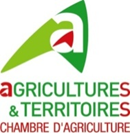 a
aGRICULTURES
& TERRITOIRES
CHAMBRE D'AGRICULTURE